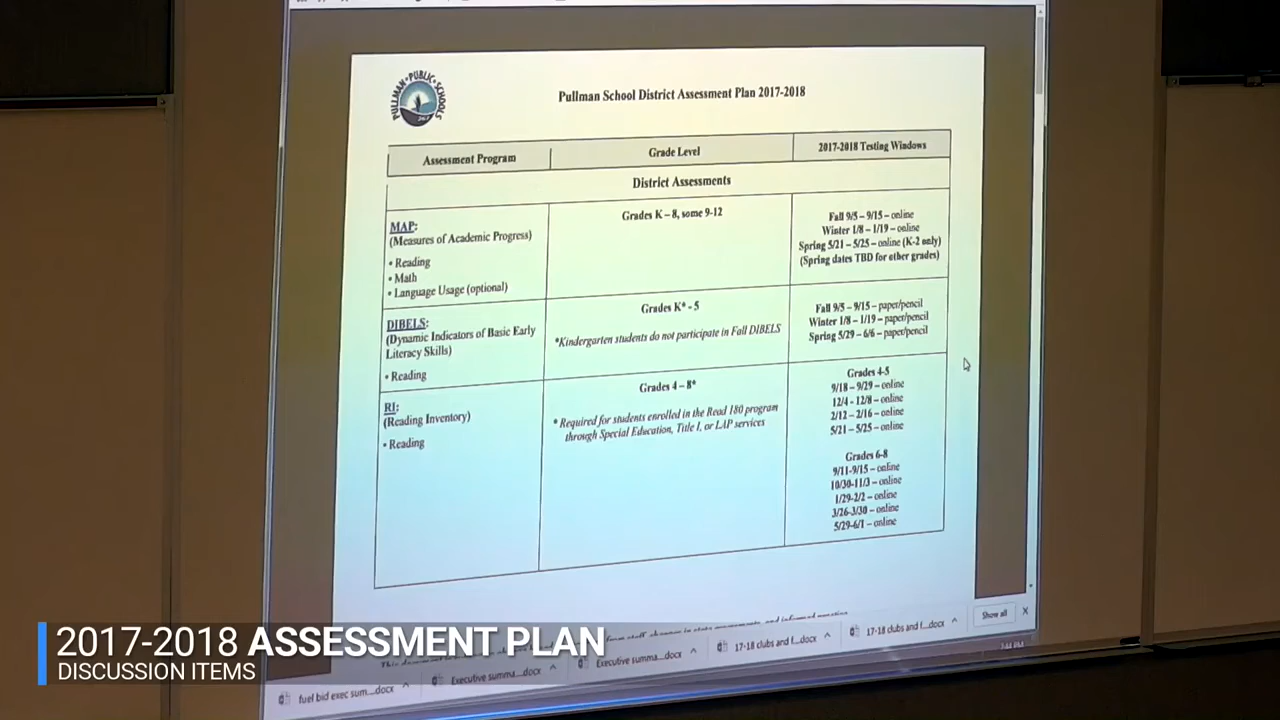 PULLMAN • PUBLIC • SCHOOLS
Pullman School District Assessment Plan 2017-2018
Assessment Program
Grade Level
2017-2018 Testing Windows
District Assessments
MAP:
(Measures of Academic Progress)
• Reading
• Math
• Language Usage (optional)
Grades K – 8, some 9-12
Fall 9/5 – 9/15 – online
Winter 1/8 – 1/19 – online
Spring 5/21 – 5/25 – online (K-2 only)
(Spring dates TBD for other grades)
DIBELS:
(Dynamic Indicators of Basic Early
Literacy Skills)
• Reading
Grades K* - 5
*Kindergarten students do not participate in Fall DIBELS
Fall 9/5 – 9/15 – paper/pencil
Winter 1/8 – 1/19 – paper/pencil
Spring 5/29 – 6/6 – paper/pencil
RI:
(Reading Inventory)
• Reading
Grades 4 – 8*
* Required for students enrolled in the Read 180 program
through Special Education, Title I, or LAP services
Grades 4-5
9/18 – 9/29 – online
12/4 – 12/8 – online
2/12 – 2/16 – online
5/21 – 5/25 – online
Grades 6-8
9/11-9/15 – online
10/30-11/3 – online
1/29-2/2 – online
3/26-3/30 – online
5/29-6/1 – online
fuel bid exec sum....docx
Executive summa....docx
Executive summa....docx
17-18 clubs and f....docx
17-18 clubs and f....docx
Show all
2017-2018 ASSESSMENT PLAN
DISCUSSION ITEMS